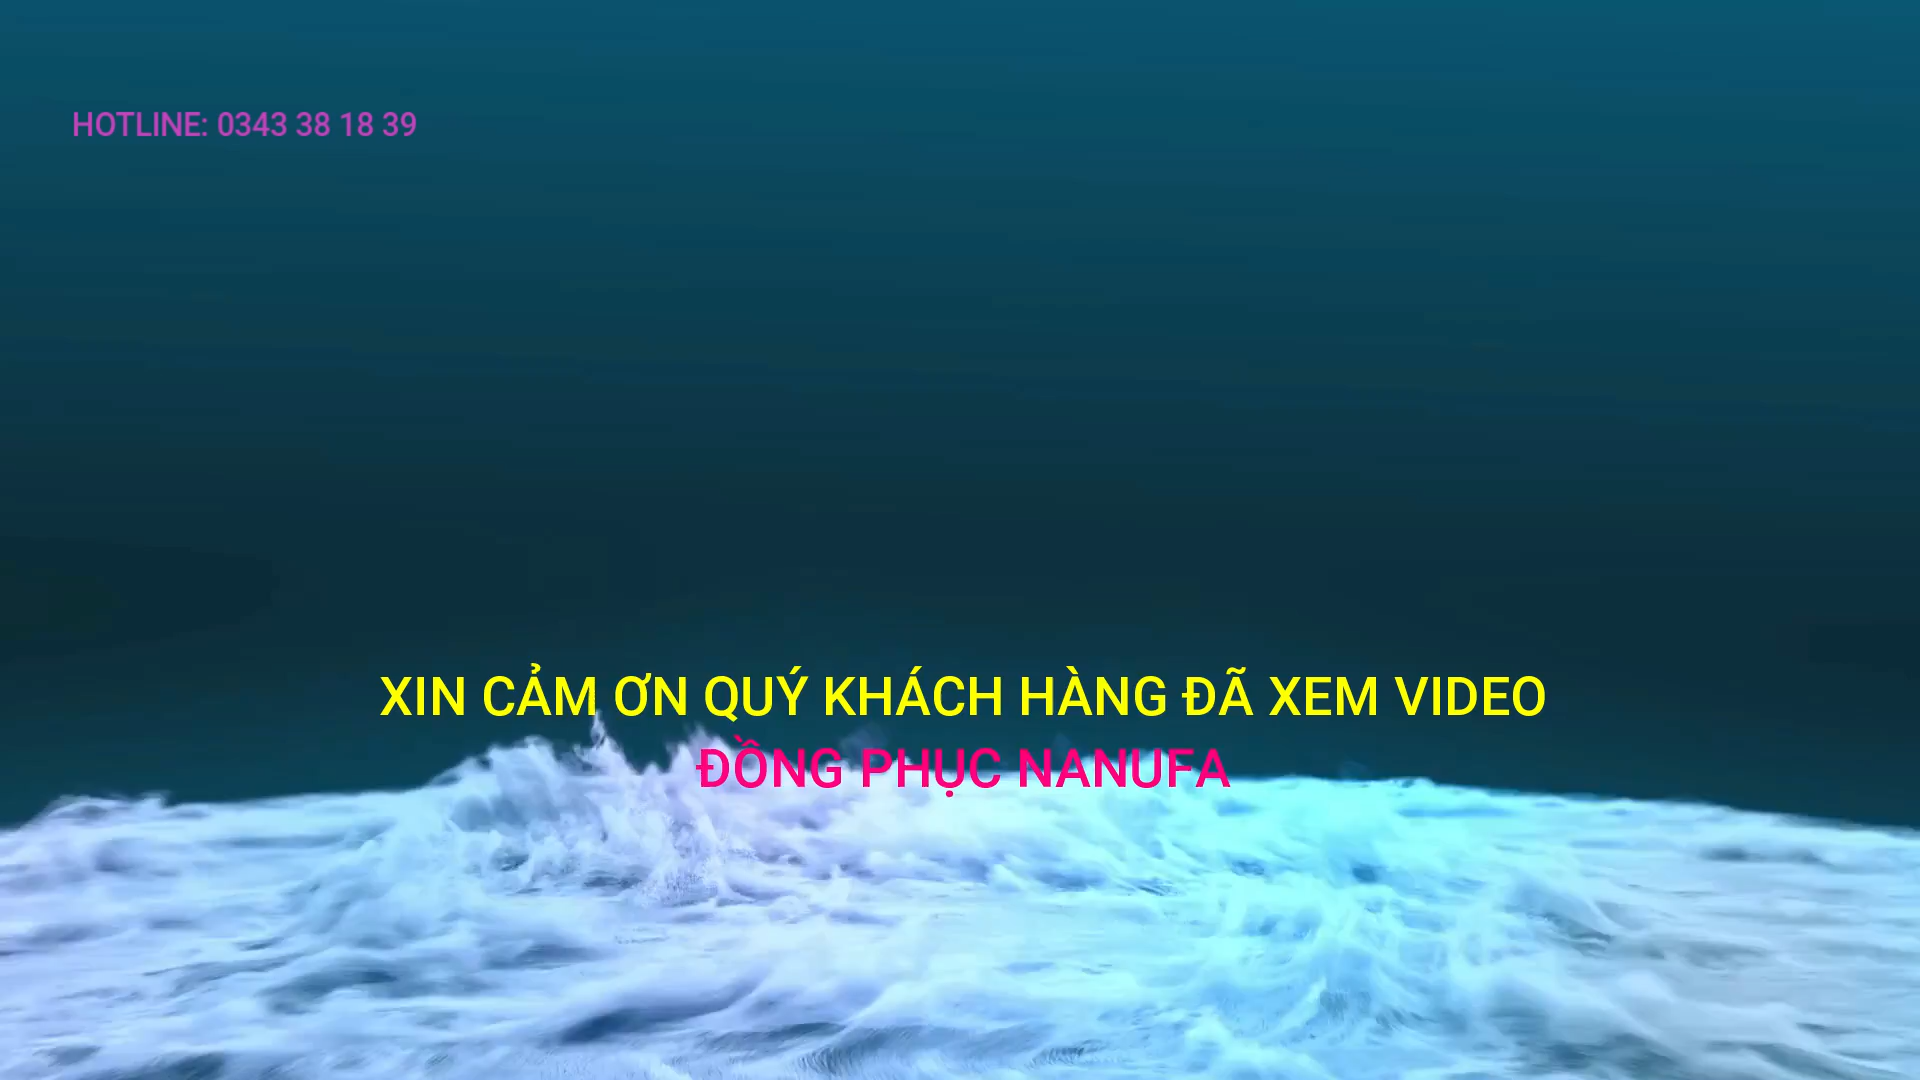 HOTLINE: 0343 38 18 39
XIN CẢM ƠN QUÝ KHÁCH HÀNG ĐÃ XEM VIDEO
ĐỒNG PHỤC NANUFA